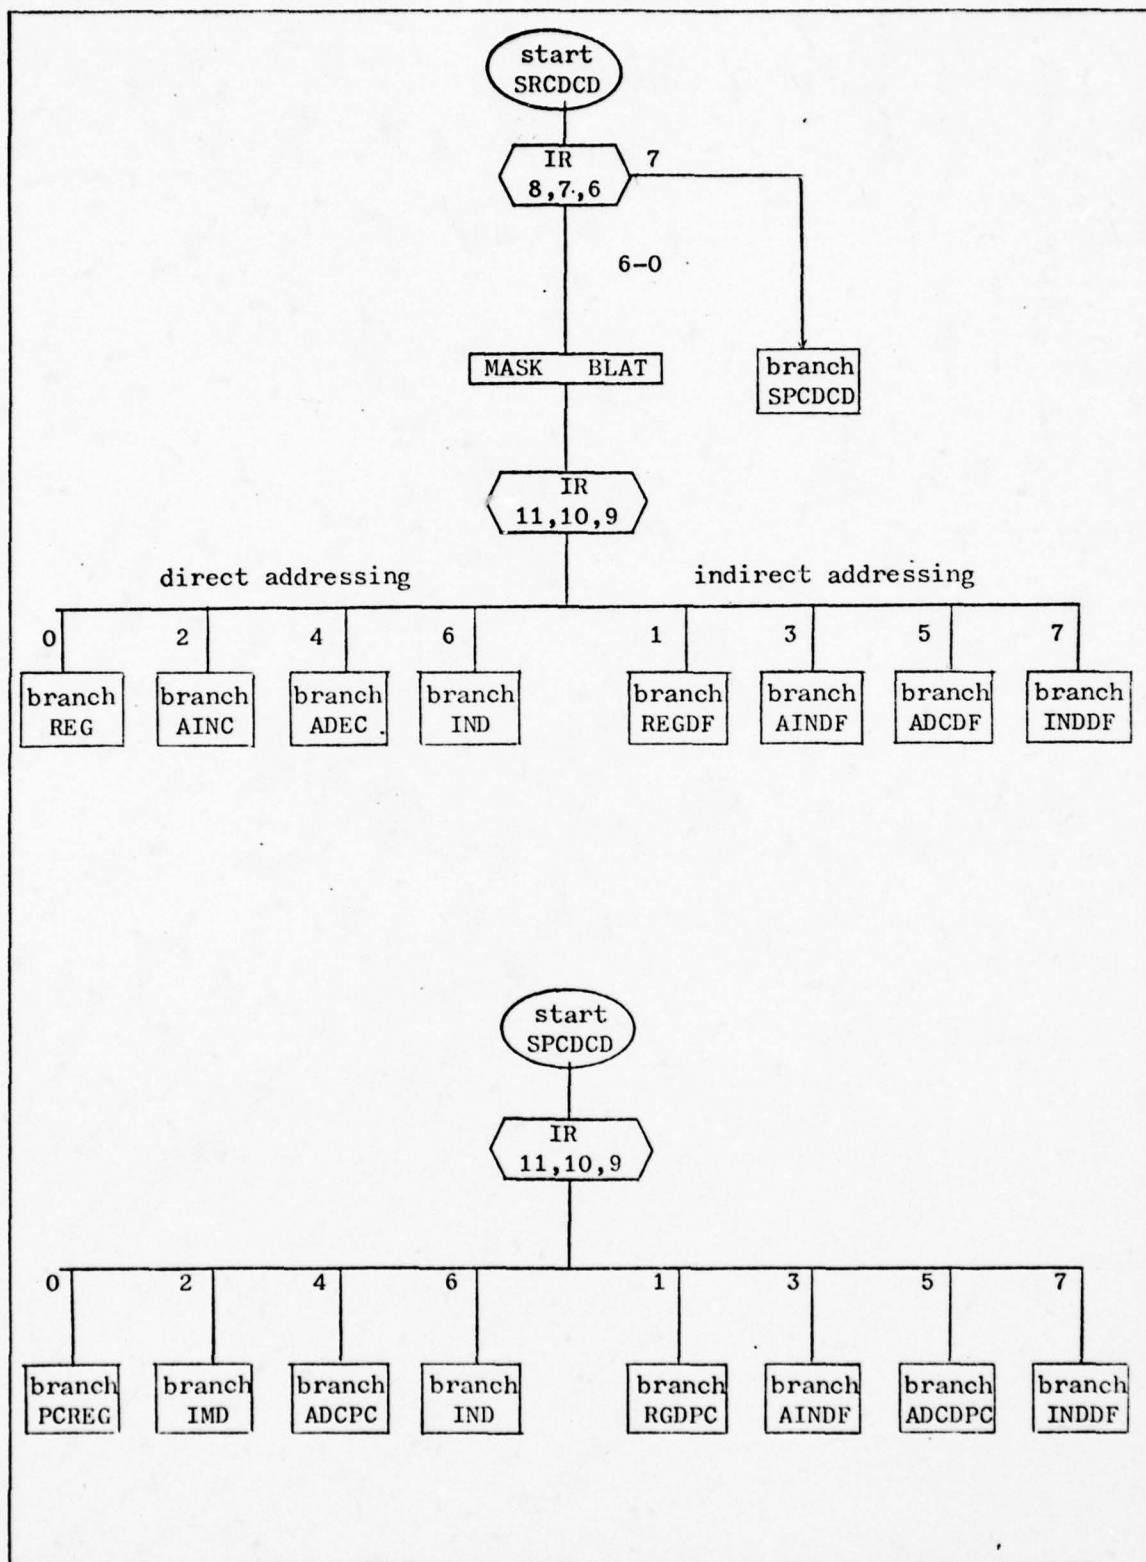 start
SRCDCD
IR
8,7,6
7
6-0
MASK BLAT
branch
SPCDCD
IR
11,10,9
direct addressing
indirect addressing
0 2 4 6 1 3 5 7
branch branch branch branch branch branch branch branch
REG AINC ADEC IND REGDF AINDF ADCDF INDDF
start
SPCDCD
IR
11,10,9
0 2 4 6 1 3 5 7
branch branch branch branch branch branch branch branch
PCREG IMD ADCPC IND RGDPC AINDF ADCDPC INDDF